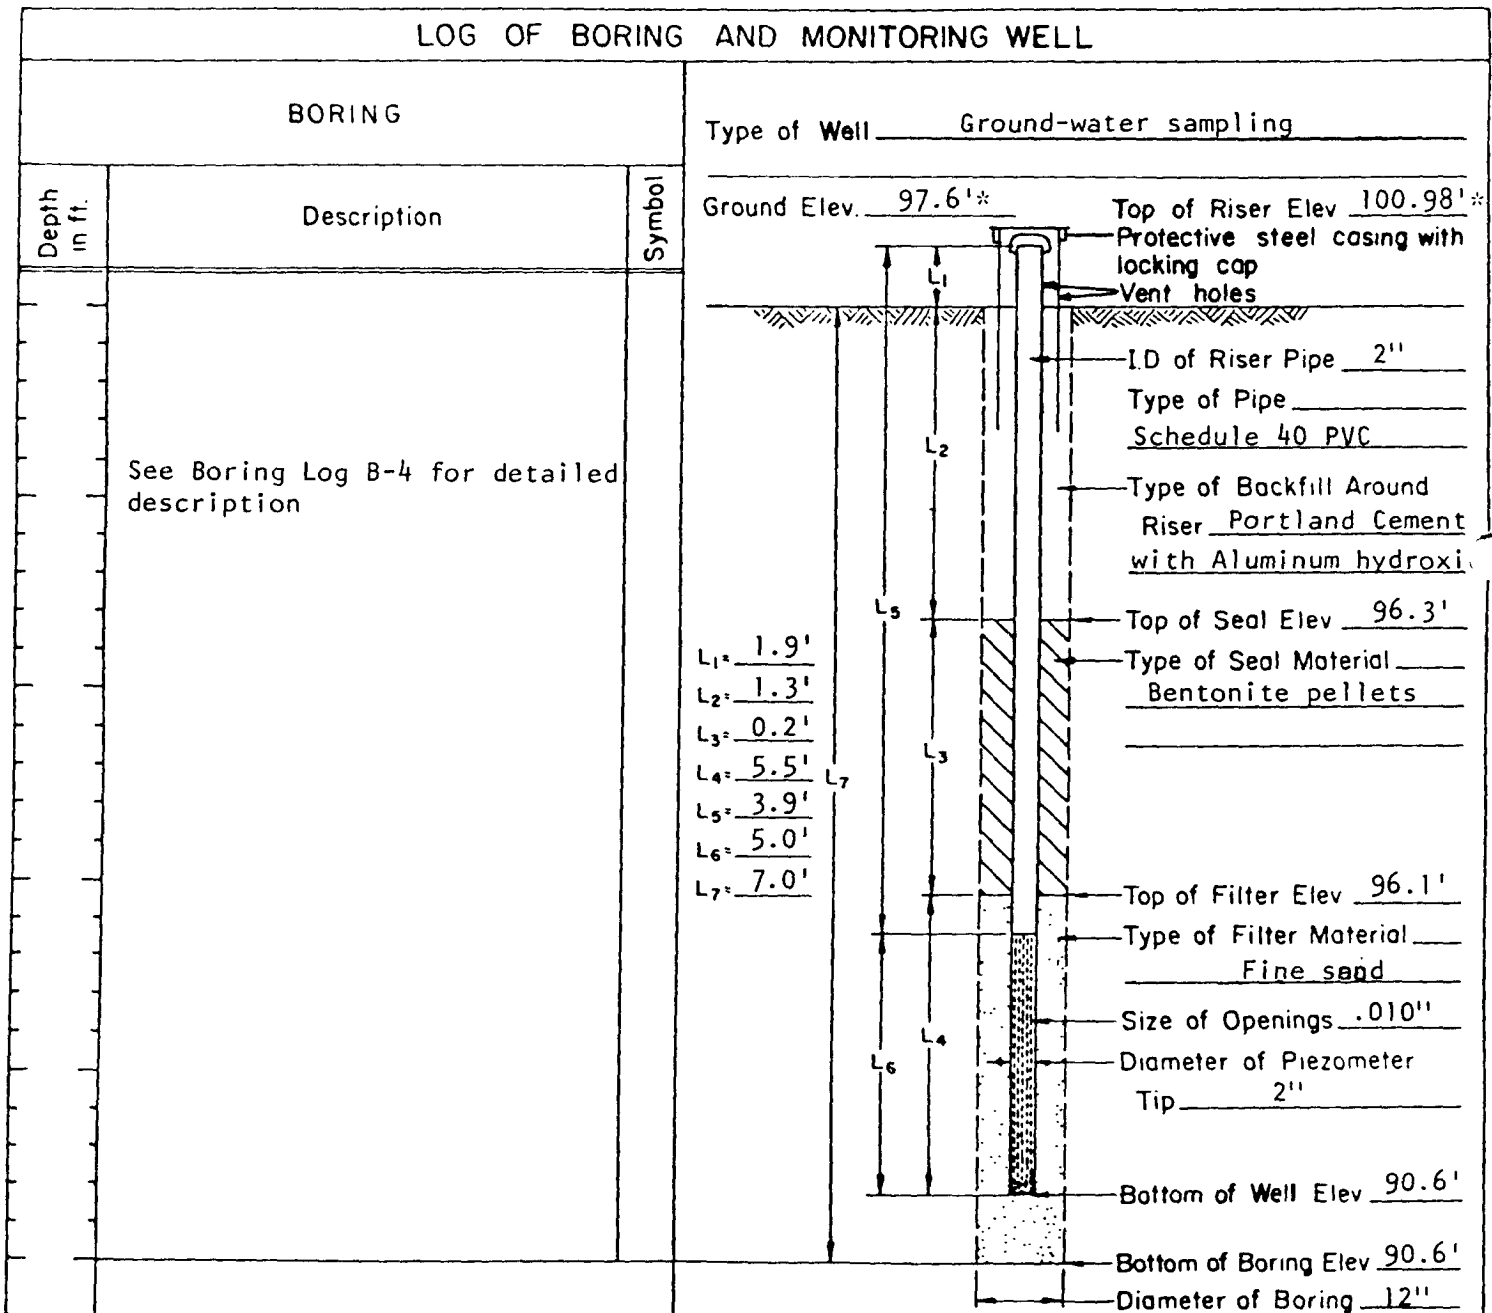 LOG OF BORING AND MONITORING WELL
BORING
Depth in ft.
Description
Symbol
See Boring Log B-4 for detailed
description
Type of Well Ground-water sampling
Ground Elev. 97.6'*
Top of Riser Elev 100.98'*
Protective steel casing with
locking cap
Vent holes
L1
I.D of Riser Pipe 2"
Type of Pipe
Schedule 40 PVC
L2
Type of Backfill Around
Riser Portland Cement
with Aluminum hydroxi
L5
Top of Seal Elev 96.3'
Type of Seal Material
Bentonite pellets
L1= 1.9'
L2= 1.3'
L3= 0.2'
L4= 5.5'
L5= 3.9'
L6= 5.0'
L7= 7.0'
L7
L3
Top of Filter Elev 96.1'
Type of Filter Material
Fine sand
Size of Openings .010"
L4
L6
Diameter of Piezometer
Tip 2"
Bottom of Well Elev 90.6'
Bottom of Boring Elev 90.6'
Diameter of Boring 12"